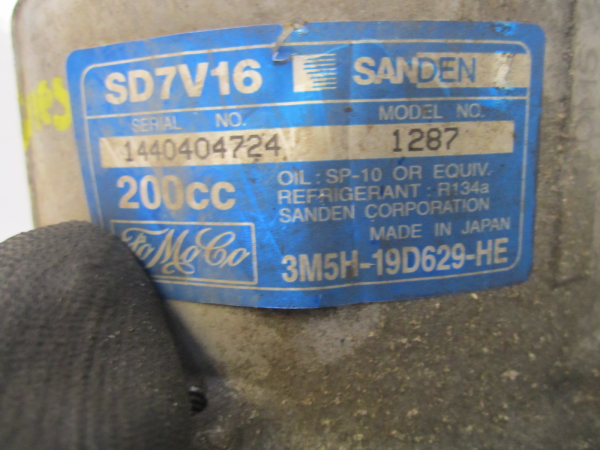 SD7V16 SANDEN
SERIAL NO. MODEL NO.
1440404724 1287
200cc
OIL : SP-10 OR EQUIV.
REFRIGERANT : R134a
SANDEN CORPORATION
MADE IN JAPAN
FoMoCo
3M5H-19D629-HE